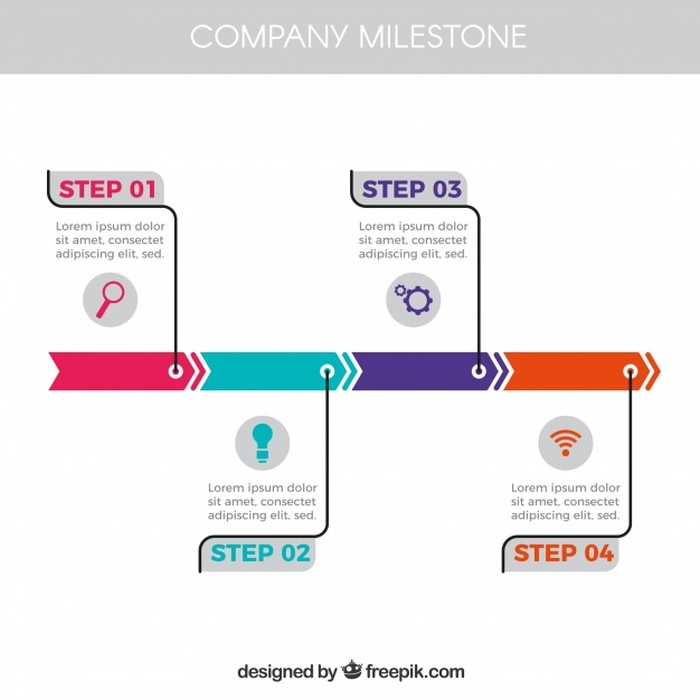 COMPANY MILESTONE
STEP 01
Lorem ipsum dolor
sit amet, consectet
adipiscing elit, sed.
STEP 03
Lorem ipsum dolor
sit amet, consectet
adipiscing elit, sed.
Lorem ipsum dolor
sit amet, consectet
adipiscing elit, sed.
STEP 02
Lorem ipsum dolor
sit amet, consectet
adipiscing elit, sed.
STEP 04
designed by freepik.com